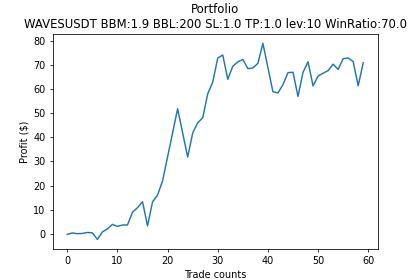 Portfolio
WAVESUSDT BBM:1.9 BBL:200 SL:1.0 TP:1.0 lev:10 WinRatio:70.0
80
70
60
50
40
30
20
10
0
Profit ($)
0 10 20 30 40 50 60
Trade counts